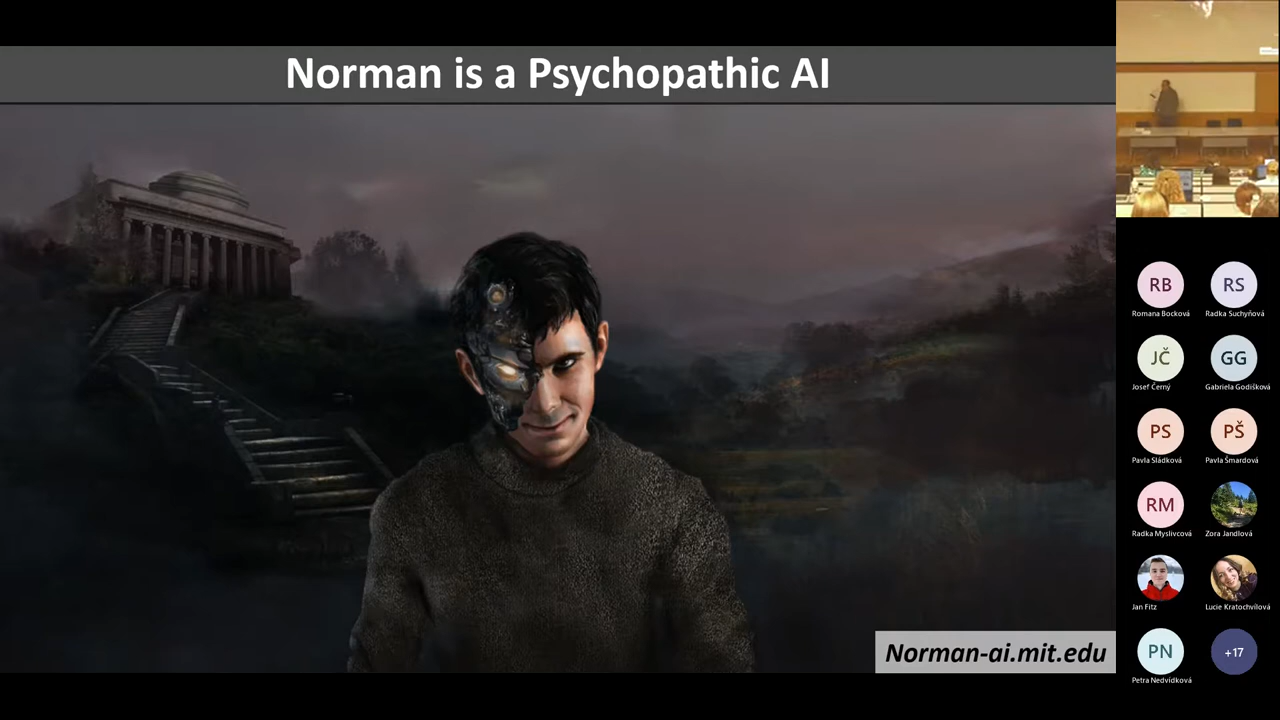 Norman is a Psychopathic AI
Norman-ai.mit.edu
RB
RS
Romana Bocková
Radka Suchyňová
JČ
GG
Josef Černý
Gabriela Godišková
PS
PŠ
Pavla Sládková
Pavla Šmardová
RM
Radka Myslivcová
Zora Jandlová
Jan Fitz
Lucie Kratochvílová
PN
+17
Petra Nedvídková